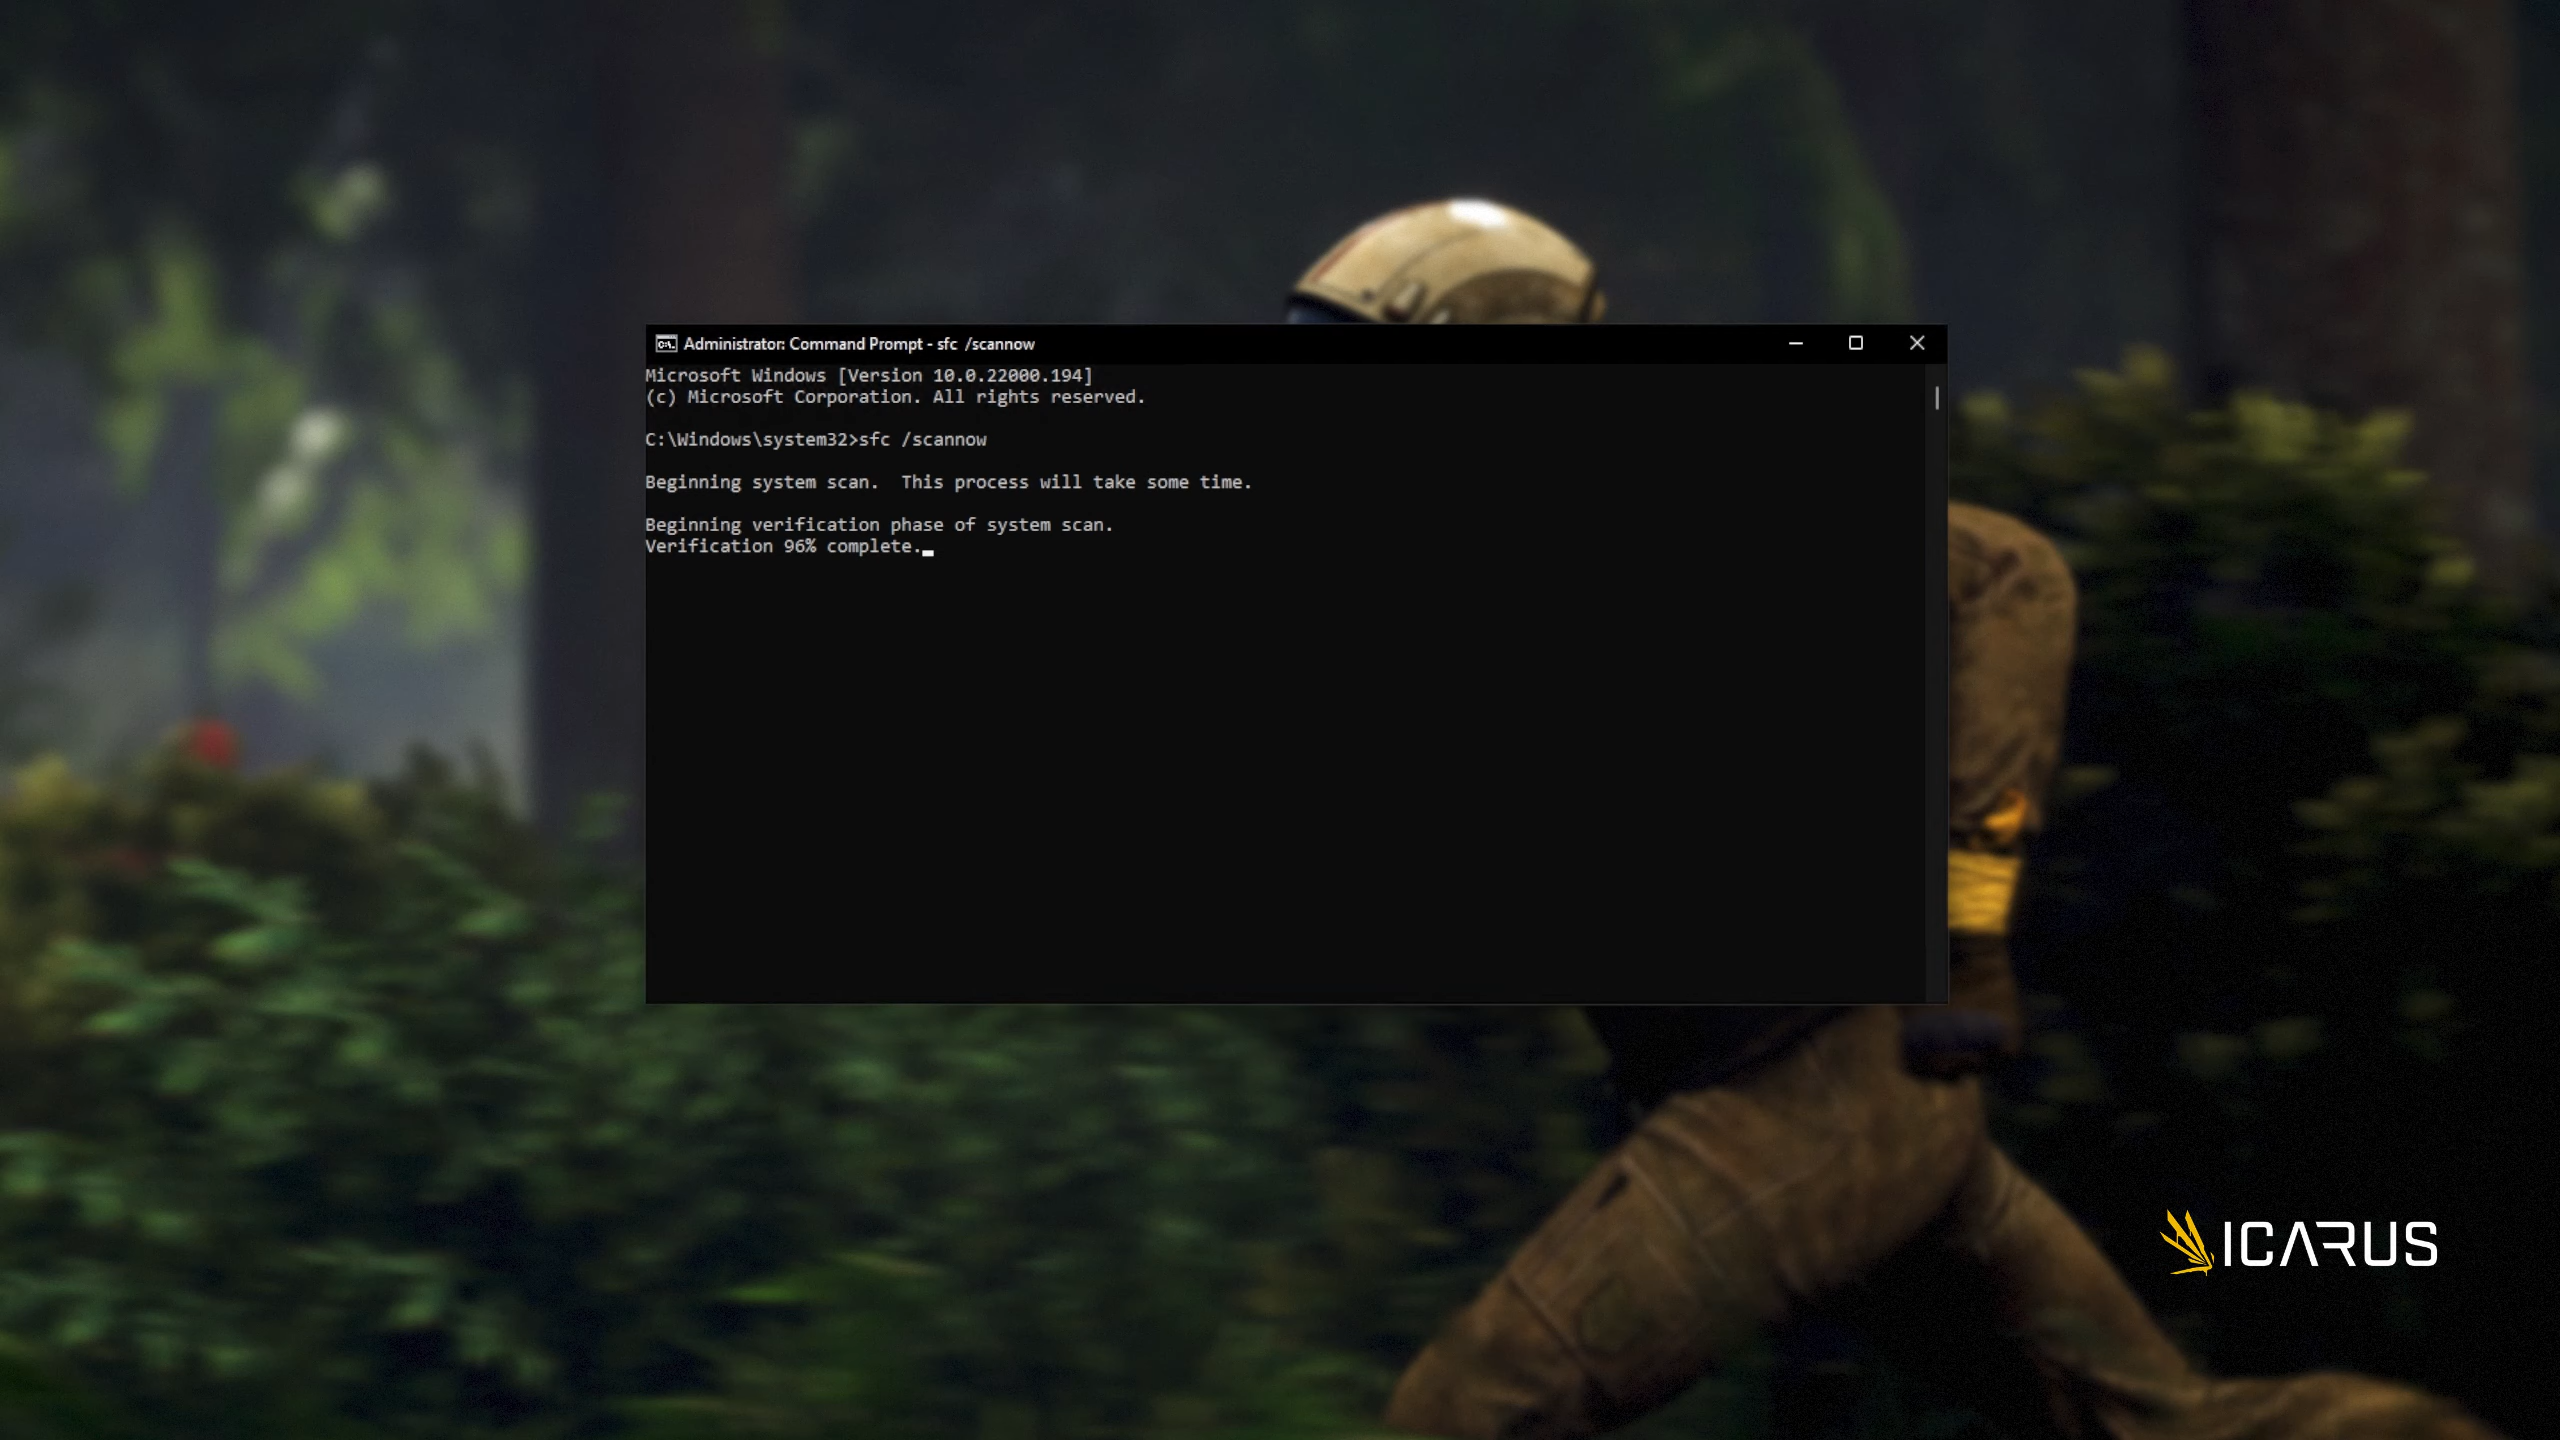 Administrator: Command Prompt - sfc  /scannow
Microsoft Windows [Version 10.0.22000.194]
(c) Microsoft Corporation. All rights reserved.
C:\Windows\system32>sfc /scannow
Beginning system scan.  This process will take some time.
Beginning verification phase of system scan.
Verification 96% complete.
ICARUS